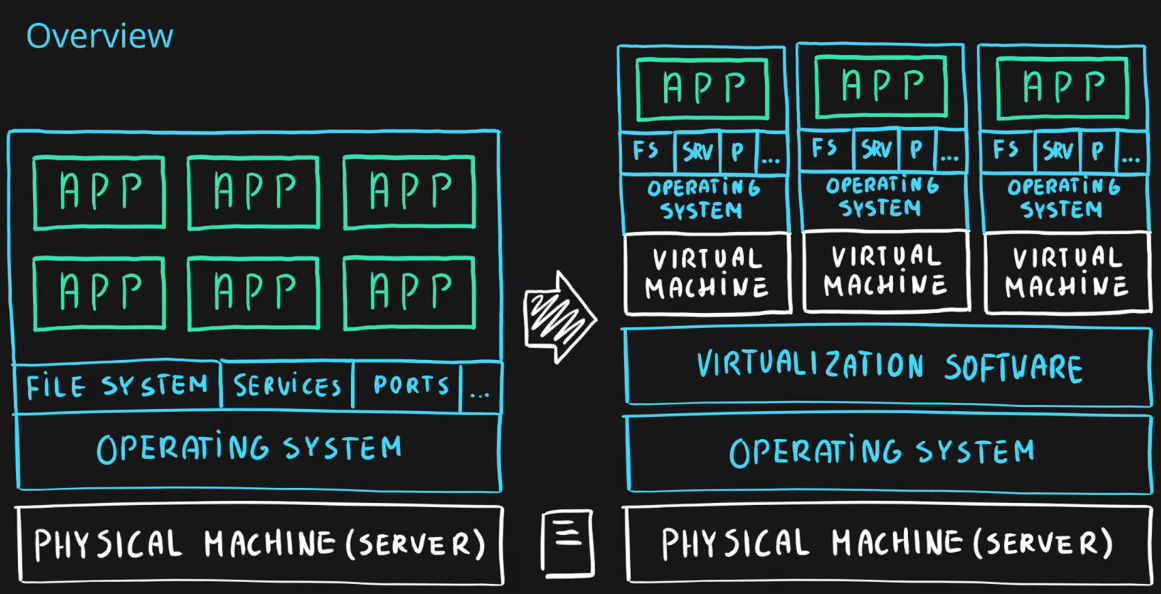 Overview
APP APP APP
APP APP APP
FILE SYSTEM SERVICES PORTS ...
OPERATING SYSTEM
PHYSICAL MACHINE (SERVER)
APP APP APP
FS SRV P ... FS SRV P ... FS SRV P ...
OPERATING OPERATING OPERATING
SYSTEM SYSTEM SYSTEM
VIRTUAL VIRTUAL VIRTUAL
MACHINE MACHINE MACHINE
VIRTUALIZATION SOFTWARE
OPERATING SYSTEM
PHYSICAL MACHINE (SERVER)